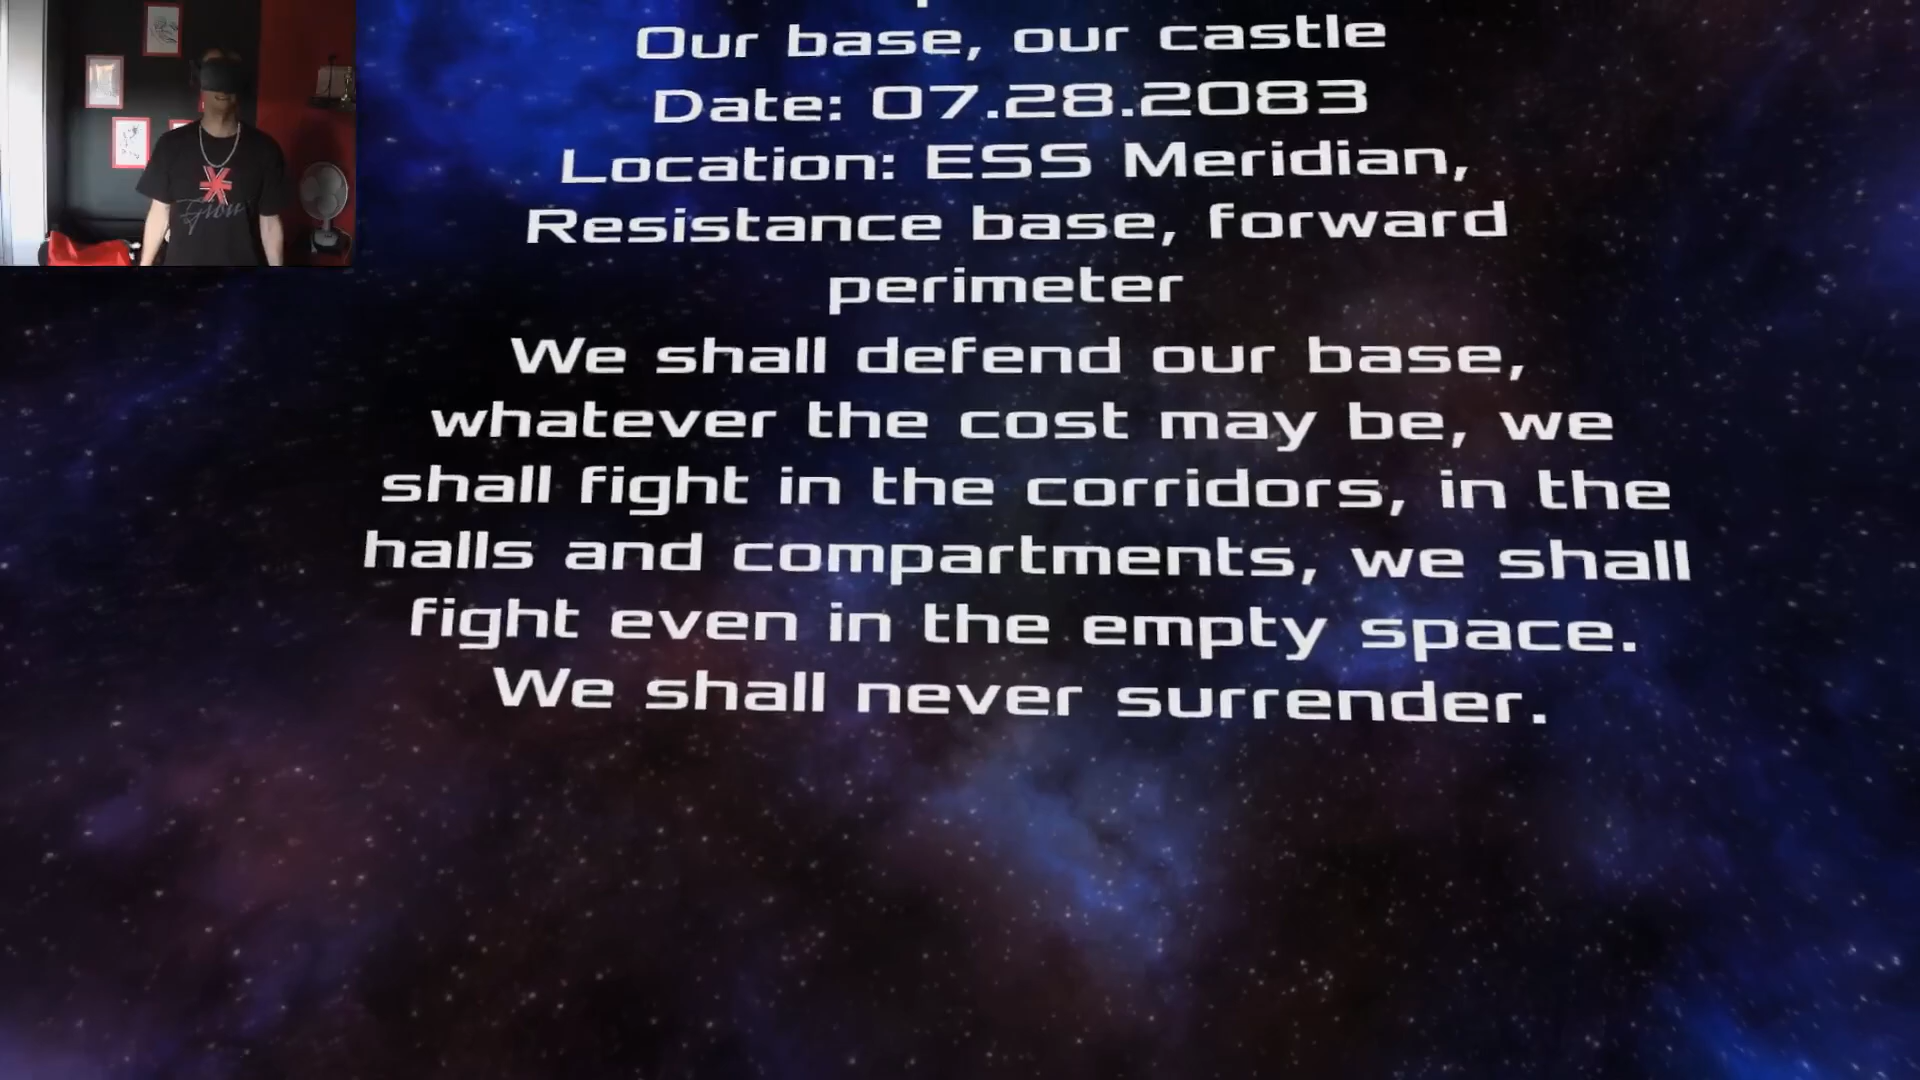 Our base, our castle
Date: 07.28.2083
Location: ESS Meridian,
Resistance base, forward
perimeter
We shall defend our base,
whatever the cost may be, we
shall fight in the corridors, in the
halls and compartments, we shall
fight even in the empty space.
We shall never surrender.